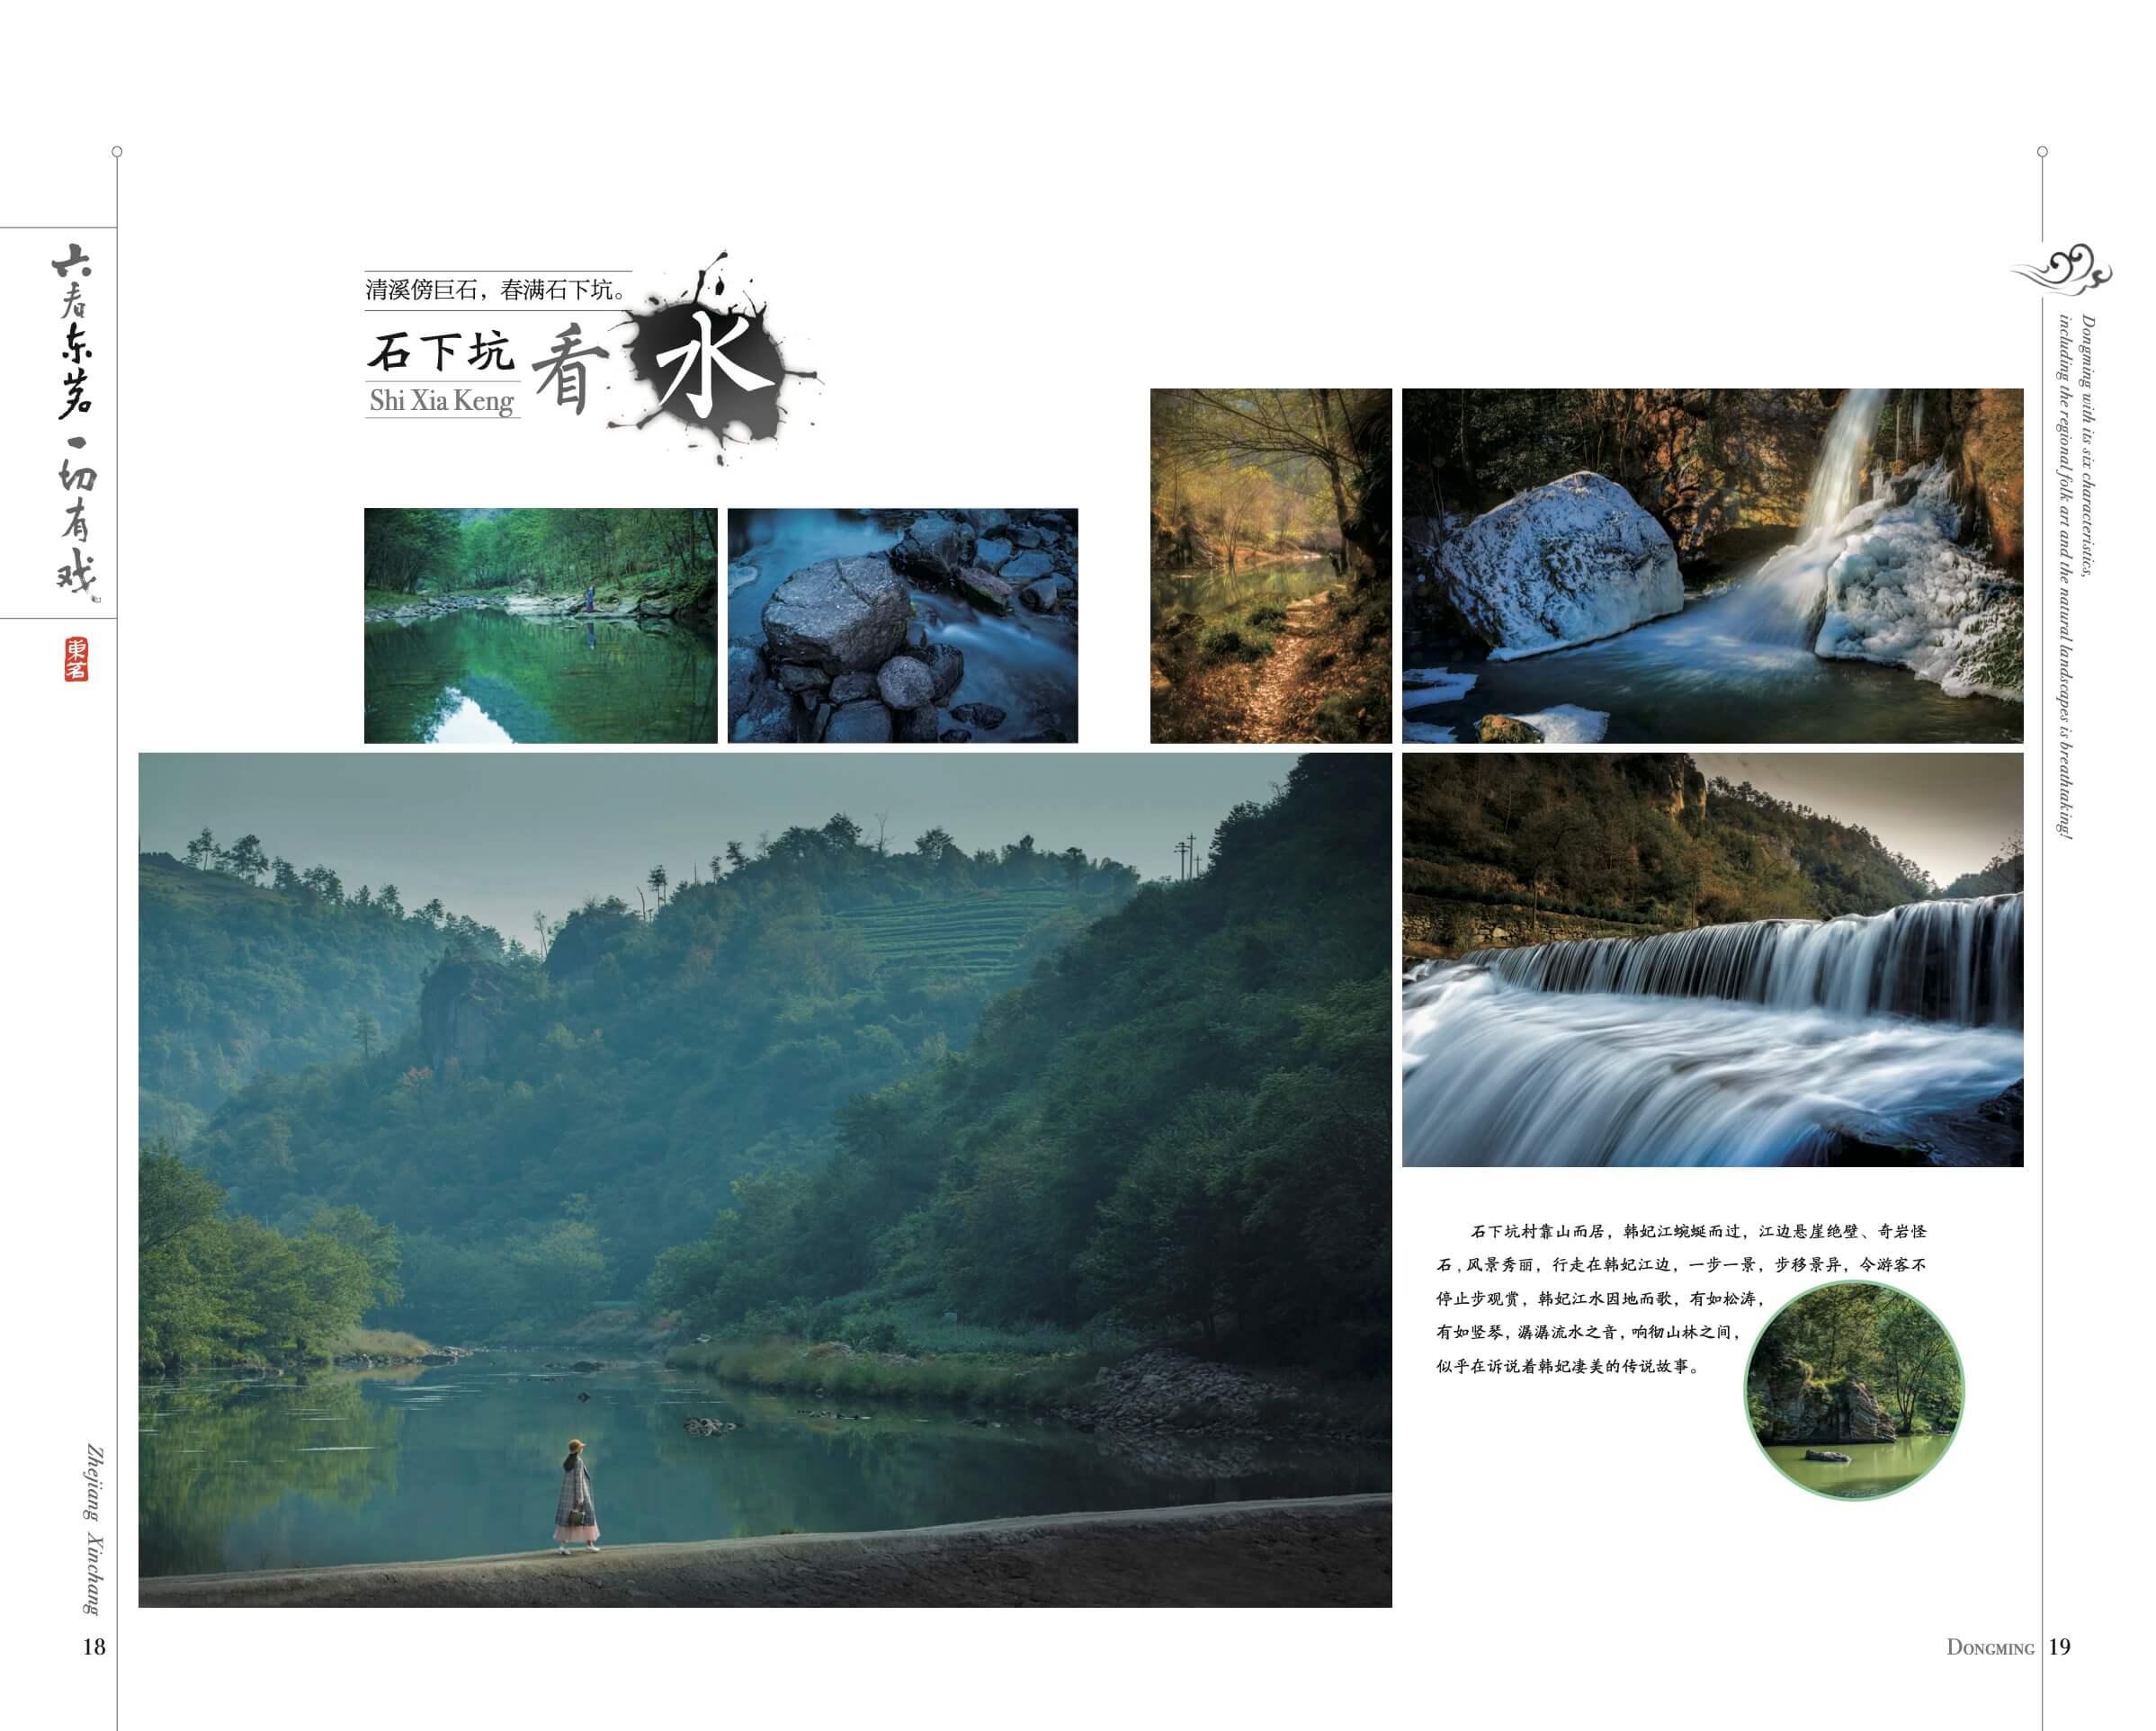 六看东茗 一切有戏
東茗
Zhejiang Xinchang
18
清溪傍巨石，春满石下坑。
石下坑看水
Shi Xia Keng
石下坑村靠山而居，韩妃江蜿蜒而过，江边悬崖绝壁、奇岩怪
石，风景秀丽，行走在韩妃江边，一步一景，步移景异，令游客不
停止步观赏，韩妃江水因地而歌，有如松涛，
有如竖琴，潺潺流水之音，响彻山林之间，
似乎在诉说着韩妃凄美的传说故事。
Dongming with its six characteristics,
including the regional folk art and the natural landscapes is breathtaking!
DONGMING 19